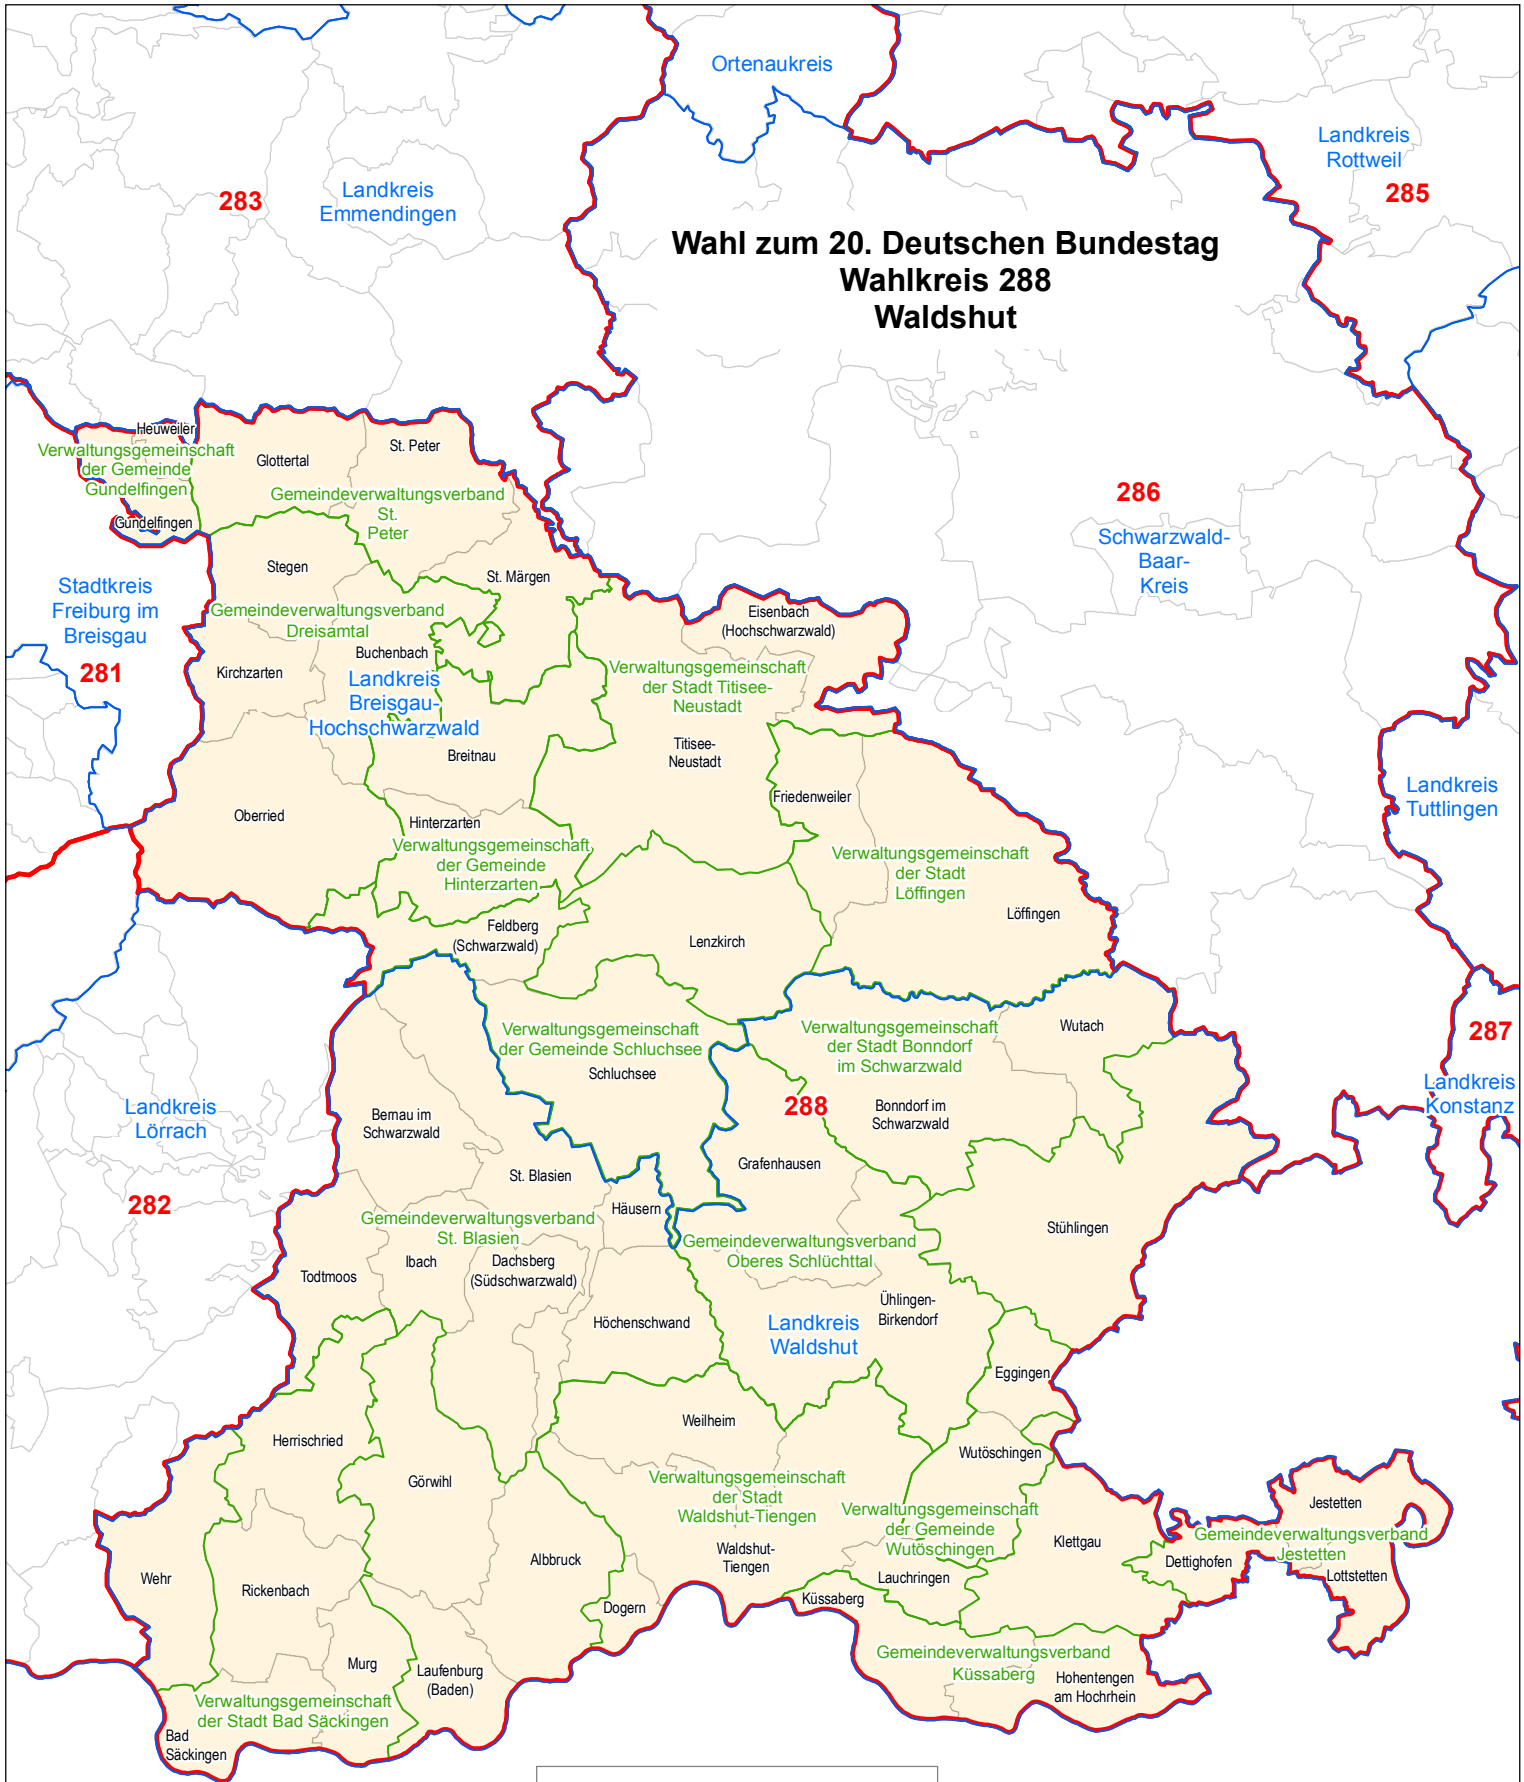 Wahl zum 20. Deutschen Bundestag
Wahlkreis 288
Waldshut
Ortenaukreis
Landkreis
Rottweil
285
283
Landkreis
Emmendingen
Heuweiler
Verwaltungsgemeinschaft
der Gemeinde
Gundelfingen
Gundelfingen
Glottertal
St. Peter
Gemeindeverwaltungsverband
St.
Peter
286
Schwarzwald-
Baar-
Kreis
Stegen
St. Märgen
Stadtkreis
Freiburg im
Breisgau
281
Gemeindeverwaltungsverband
Dreisamtal
Eisenbach
(Hochschwarzwald)
Buchenbach
Kirchzarten
Landkreis
Breisgau-
Hochschwarzwald
Verwaltungsgemeinschaft
der Stadt Titisee-
Neustadt
Titisee-
Neustadt
Breitnau
Friedenweiler
Landkreis
Tuttlingen
Oberried
Hinterzarten
Verwaltungsgemeinschaft
der Gemeinde
Hinterzarten
Verwaltungsgemeinschaft
der Stadt
Löffingen
Löffingen
Feldberg
(Schwarzwald)
Lenzkirch
Verwaltungsgemeinschaft
der Gemeinde Schluchsee
Schluchsee
Verwaltungsgemeinschaft
der Stadt Bonndorf
im Schwarzwald
Wutach
287
Landkreis
Konstanz
Landkreis
Lörrach
282
Bernau im
Schwarzwald
288
Bonndorf im
Schwarzwald
Grafenhausen
St. Blasien
Häusern
Gemeindeverwaltungsverband
St. Blasien
Stühlingen
Gemeindeverwaltungsverband
Oberes Schlüchttal
Todtmoos
Ibach
Dachsberg
(Südschwarzwald)
Höchenschwand
Ühlingen-
Birkendorf
Landkreis
Waldshut
Eggingen
Weilheim
Herrischried
Wutöschingen
Görwihl
Verwaltungsgemeinschaft
der Stadt
Waldshut-Tiengen
Verwaltungsgemeinschaft
der Gemeinde
Wutöschingen
Jestetten
Gemeindeverwaltungsverband
Jestetten
Klettgau
Dettighofen
Lottstetten
Waldshut-
Tiengen
Albbruck
Lauchringen
Wehr
Rickenbach
Dogern
Küssaberg
Gemeindeverwaltungsverband
Küssaberg
Hohentengen
am Hochrhein
Murg
Laufenburg
(Baden)
Verwaltungsgemeinschaft
der Stadt Bad Säckingen
Bad
Säckingen